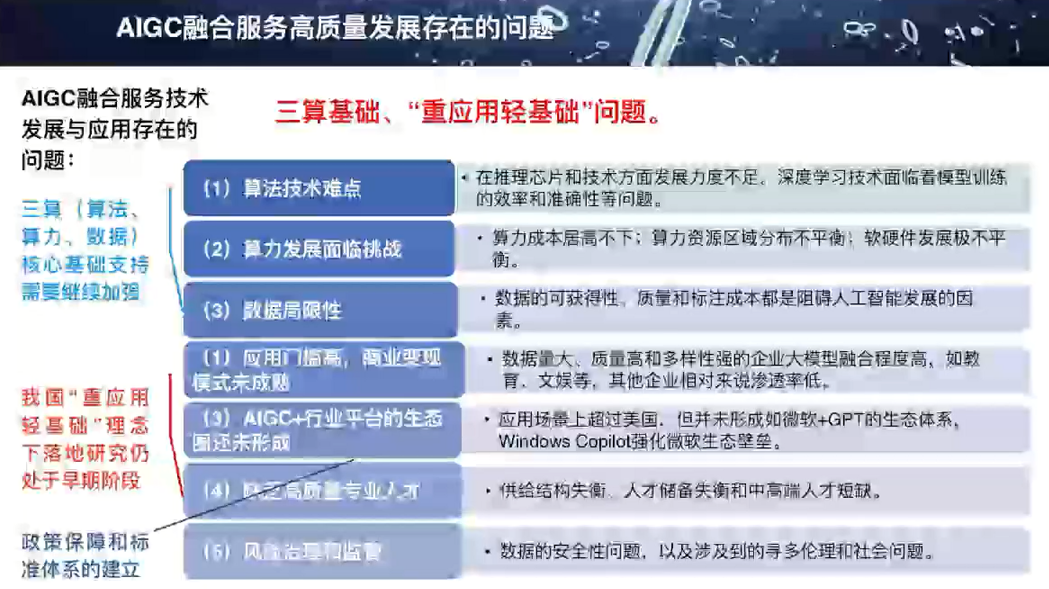 AIGC融合服务高质量发展存在的问题
AIGC融合服务技术
发展与应用存在的
问题：
三算基础、“重应用轻基础”问题。
三算（算法、
算力、数据）
核心基础支持
需要继续加强
（1）算法技术难点
在推理芯片和技术方面发展力度不足，深度学习技术面临着模型训练
的效率和准确性等问题。
（2）算力发展面临挑战
算力成本居高不下；算力资源区域分布不平衡；软硬件发展极不平
衡。
（3）数据局限性
数据的可获得性、质量和标注成本都是阻碍人工智能发展的因
素。
我国“重应用
轻基础”理念
下落地研究仍
处于早期阶段
（1）应用门槛高，商业变现
模式未成熟
数据量大、质量高和多样性强的企业大模型融合程度高，如教
育、文娱等，其他企业相对来说渗透率低。
（3）AIGC+行业平台的生态
圈还未形成
应用场景上超过美国，但并未形成如微软+GPT的生态体系，
Windows Copilot强化微软生态壁垒。
（4）缺乏高质量专业人才
供给结构失衡、人才储备失衡和中高端人才短缺。
政策保障和标
准体系的建立
（5）风险治理和监管
数据的安全性问题，以及涉及到的寻多伦理和社会问题。